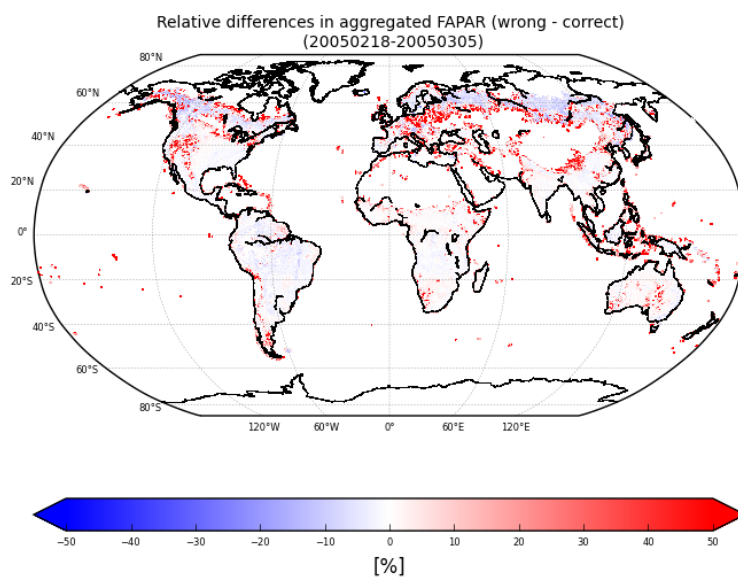 Relative differences in aggregated FAPAR (wrong - correct)
(20050218-20050305)
80°N
60°N
40°N
20°N
0°
20°S
40°S
60°S
80°S
120°W 60°W 0° 60°E 120°E
−50 −40 −30 −20 −10 0 10 20 30 40 50
[%]